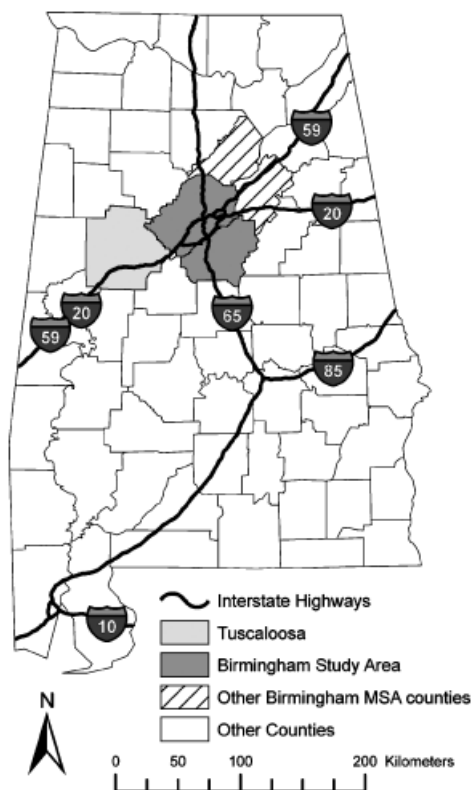 59
20
20
59
65
85
10
Interstate Highways
Tuscaloosa
Birmingham Study Area
Other Birmingham MSA counties
Other Counties
N
0 50 100 200 Kilometers